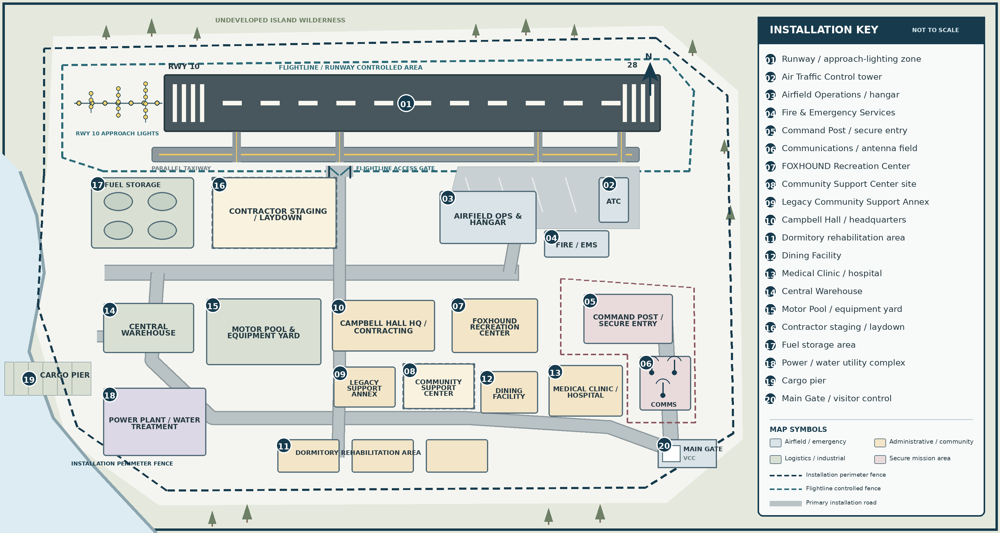 UNDEVELOPED ISLAND WILDERNESS
N
RWY 10
FLIGHTLINE / RUNWAY CONTROLLED AREA
28
01
RWY 10 APPROACH LIGHTS
PARALLEL TAXIWAY
FLIGHTLINE ACCESS GATE
17
FUEL STORAGE
16
CONTRACTOR STAGING
/ LAYDOWN
03
AIRFIELD OPS &
HANGAR
02
ATC
04
FIRE / EMS
14
CENTRAL
WAREHOUSE
15
MOTOR POOL &
EQUIPMENT YARD
10
CAMPBELL HALL HQ /
CONTRACTING
07
FOXHOUND
RECREATION
CENTER
05
COMMAND POST /
SECURE ENTRY
19
CARGO PIER
09
LEGACY
SUPPORT
ANNEX
08
COMMUNITY
SUPPORT
CENTER
12
DINING
FACILITY
13
MEDICAL CLINIC /
HOSPITAL
06
COMMS
18
POWER PLANT / WATER
TREATMENT
11
DORMITORY REHABILITATION AREA
20
MAIN GATE
VCC
INSTALLATION PERIMETER FENCE
INSTALLATION KEY
NOT TO SCALE
01 Runway / approach-lighting zone
02 Air Traffic Control tower
03 Airfield Operations / hangar
04 Fire & Emergency Services
05 Command Post / secure entry
06 Communications / antenna field
07 FOXHOUND Recreation Center
08 Community Support Center site
09 Legacy Community Support Annex
10 Campbell Hall / headquarters
11 Dormitory rehabilitation area
12 Dining Facility
13 Medical Clinic / hospital
14 Central Warehouse
15 Motor Pool / equipment yard
16 Contractor staging / laydown
17 Fuel storage area
18 Power / water utility complex
19 Cargo pier
20 Main Gate / visitor control
MAP SYMBOLS
Airfield / emergency
Administrative / community
Logistics / industrial
Secure mission area
Installation perimeter fence
Flightline controlled fence
Primary installation road